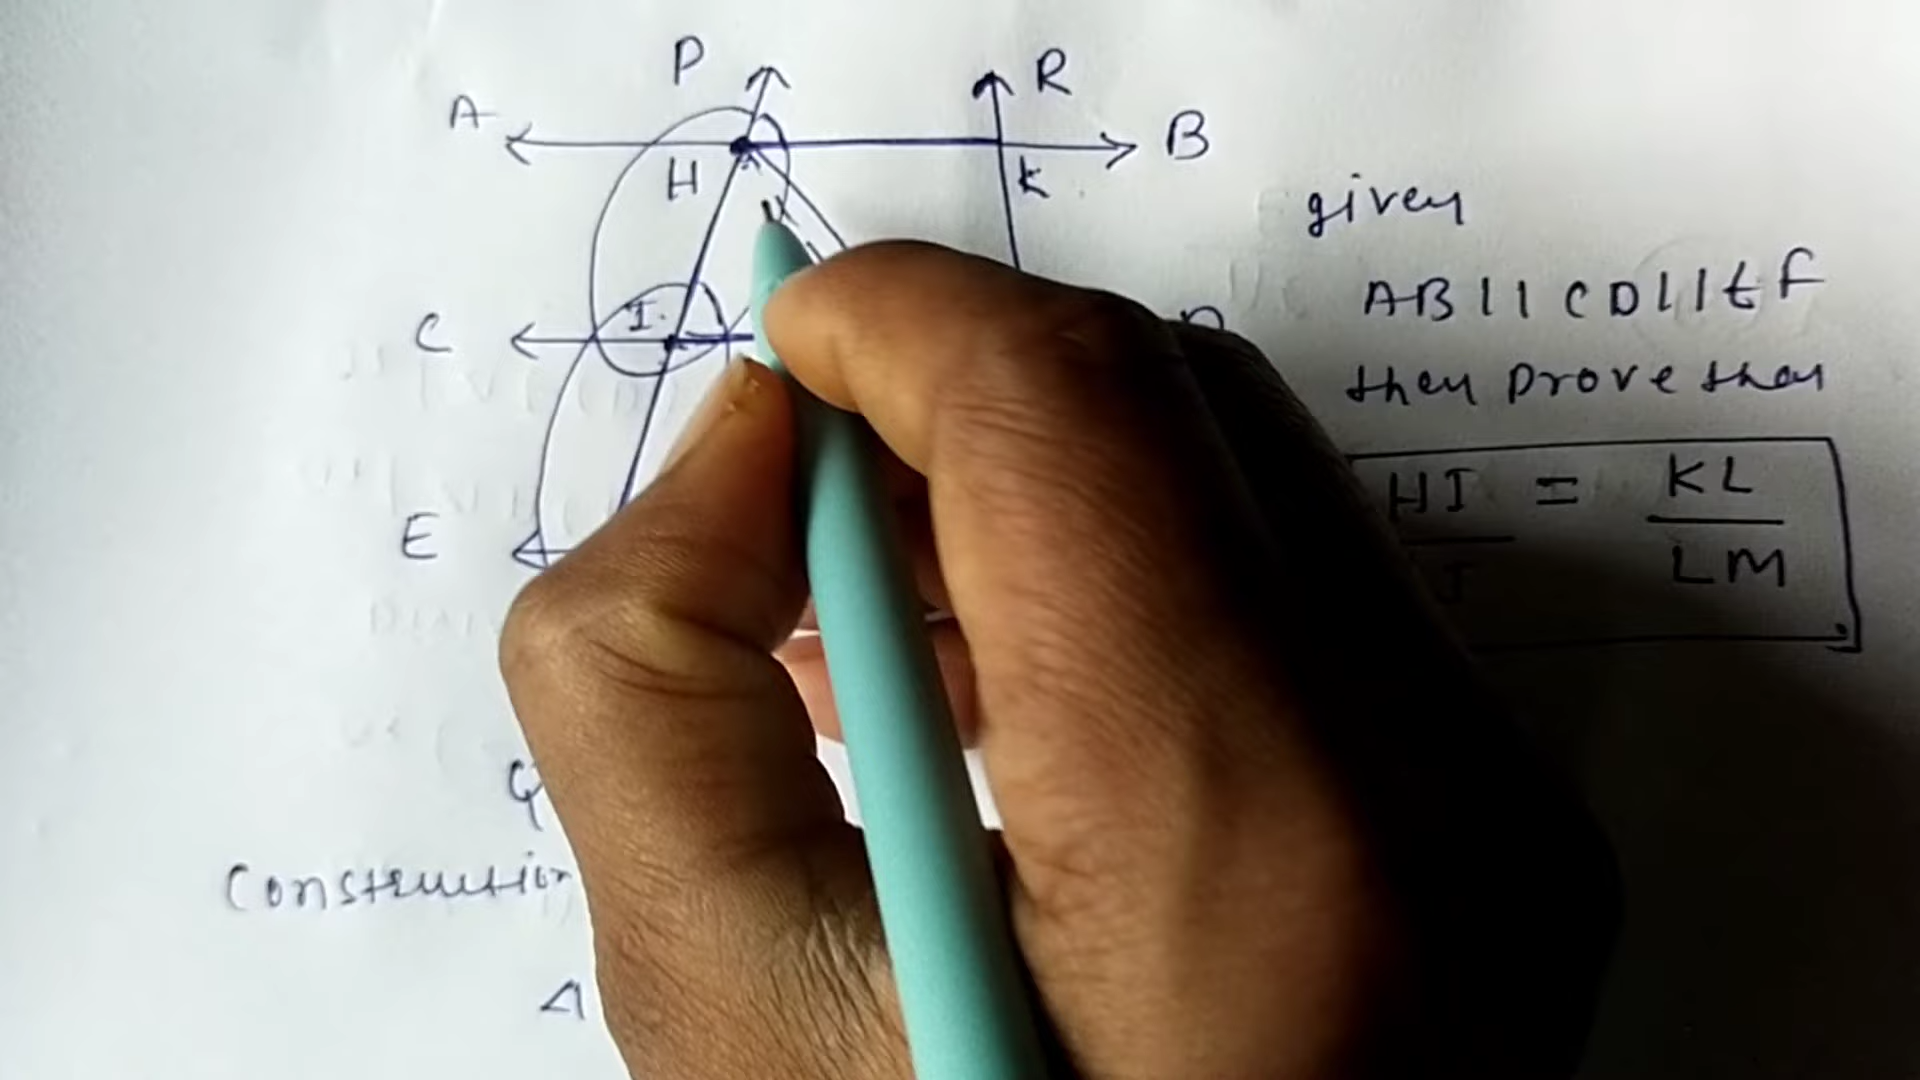 P R
A B
H K
given
C I. D
AB || CD || EF
then prove that
E
HI = KL
J LM
Q
Construction
Δ